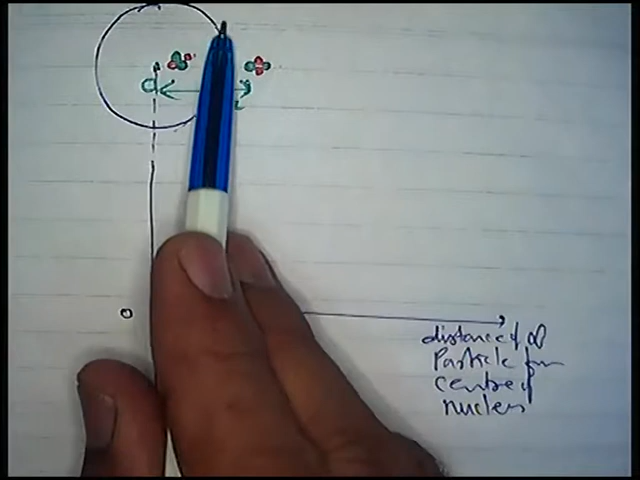 d
r
o
distance of α
Particle from
centre of
nucleus